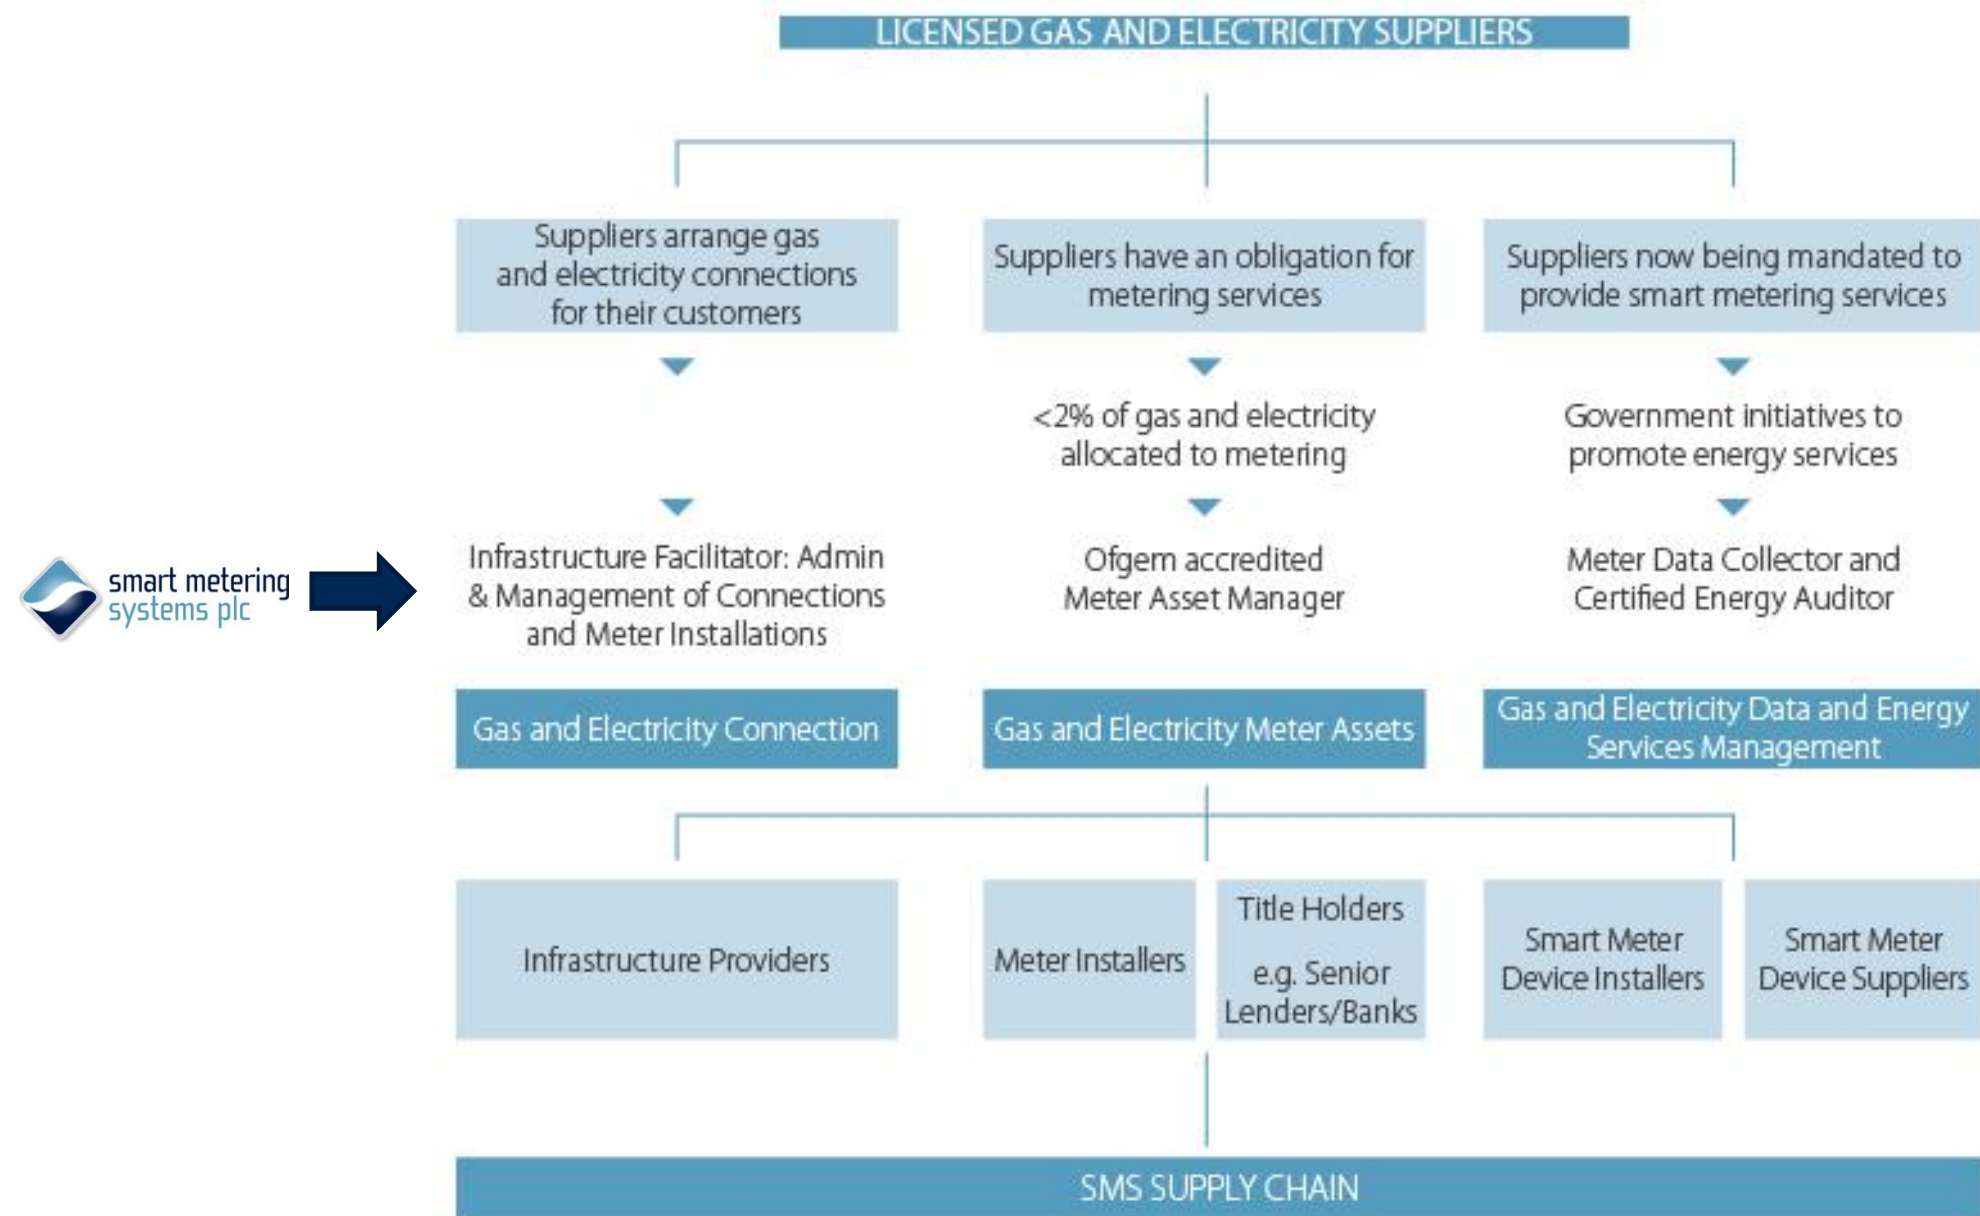 LICENSED GAS AND ELECTRICITY SUPPLIERS
Suppliers arrange gas
and electricity connections
for their customers
Suppliers have an obligation for
metering services
Suppliers now being mandated to
provide smart metering services
<2% of gas and electricity
allocated to metering
Government initiatives to
promote energy services
smart metering
systems plc
Infrastructure Facilitator: Admin
& Management of Connections
and Meter Installations
Ofgem accredited
Meter Asset Manager
Meter Data Collector and
Certified Energy Auditor
Gas and Electricity Connection
Gas and Electricity Meter Assets
Gas and Electricity Data and Energy
Services Management
Infrastructure Providers
Meter Installers
Title Holders
e.g. Senior
Lenders/Banks
Smart Meter
Device Installers
Smart Meter
Device Suppliers
SMS SUPPLY CHAIN